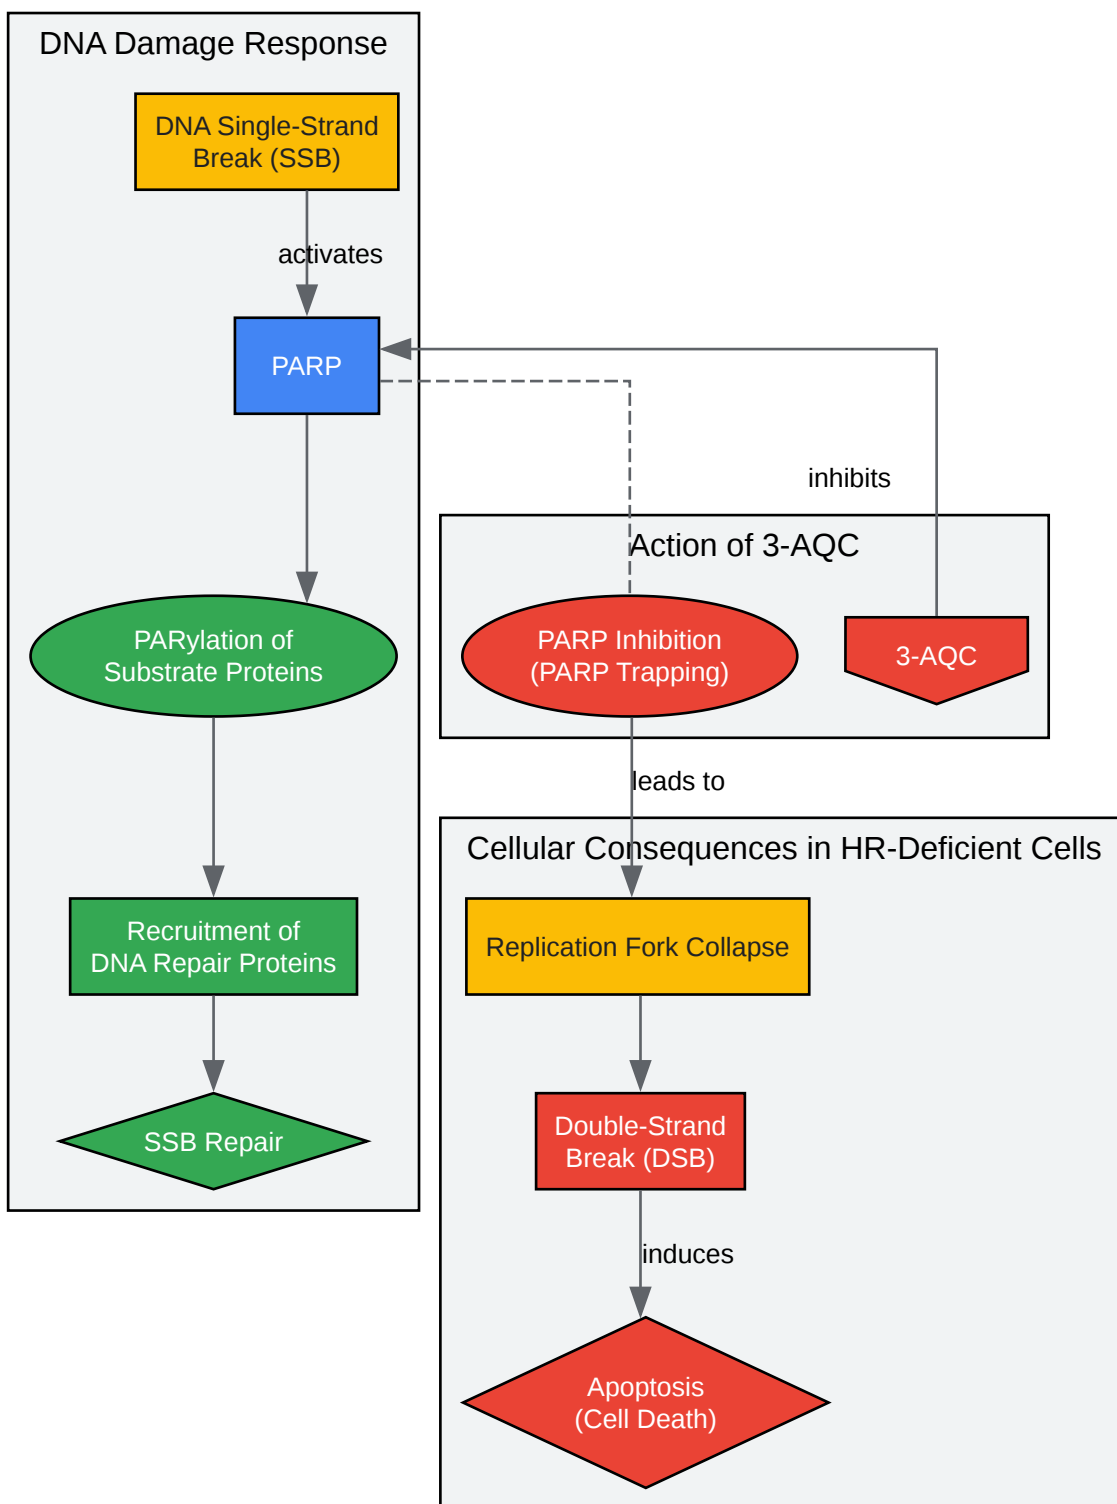 DNA Damage Response
DNA Single-Strand
Break (SSB)
activates
PARP
inhibits
Action of 3-AQC
PARylation of
Substrate Proteins
PARP Inhibition
(PARP Trapping)
3-AQC
leads to
Cellular Consequences in HR-Deficient Cells
Recruitment of
DNA Repair Proteins
Replication Fork Collapse
SSB Repair
Double-Strand
Break (DSB)
induces
Apoptosis
(Cell Death)